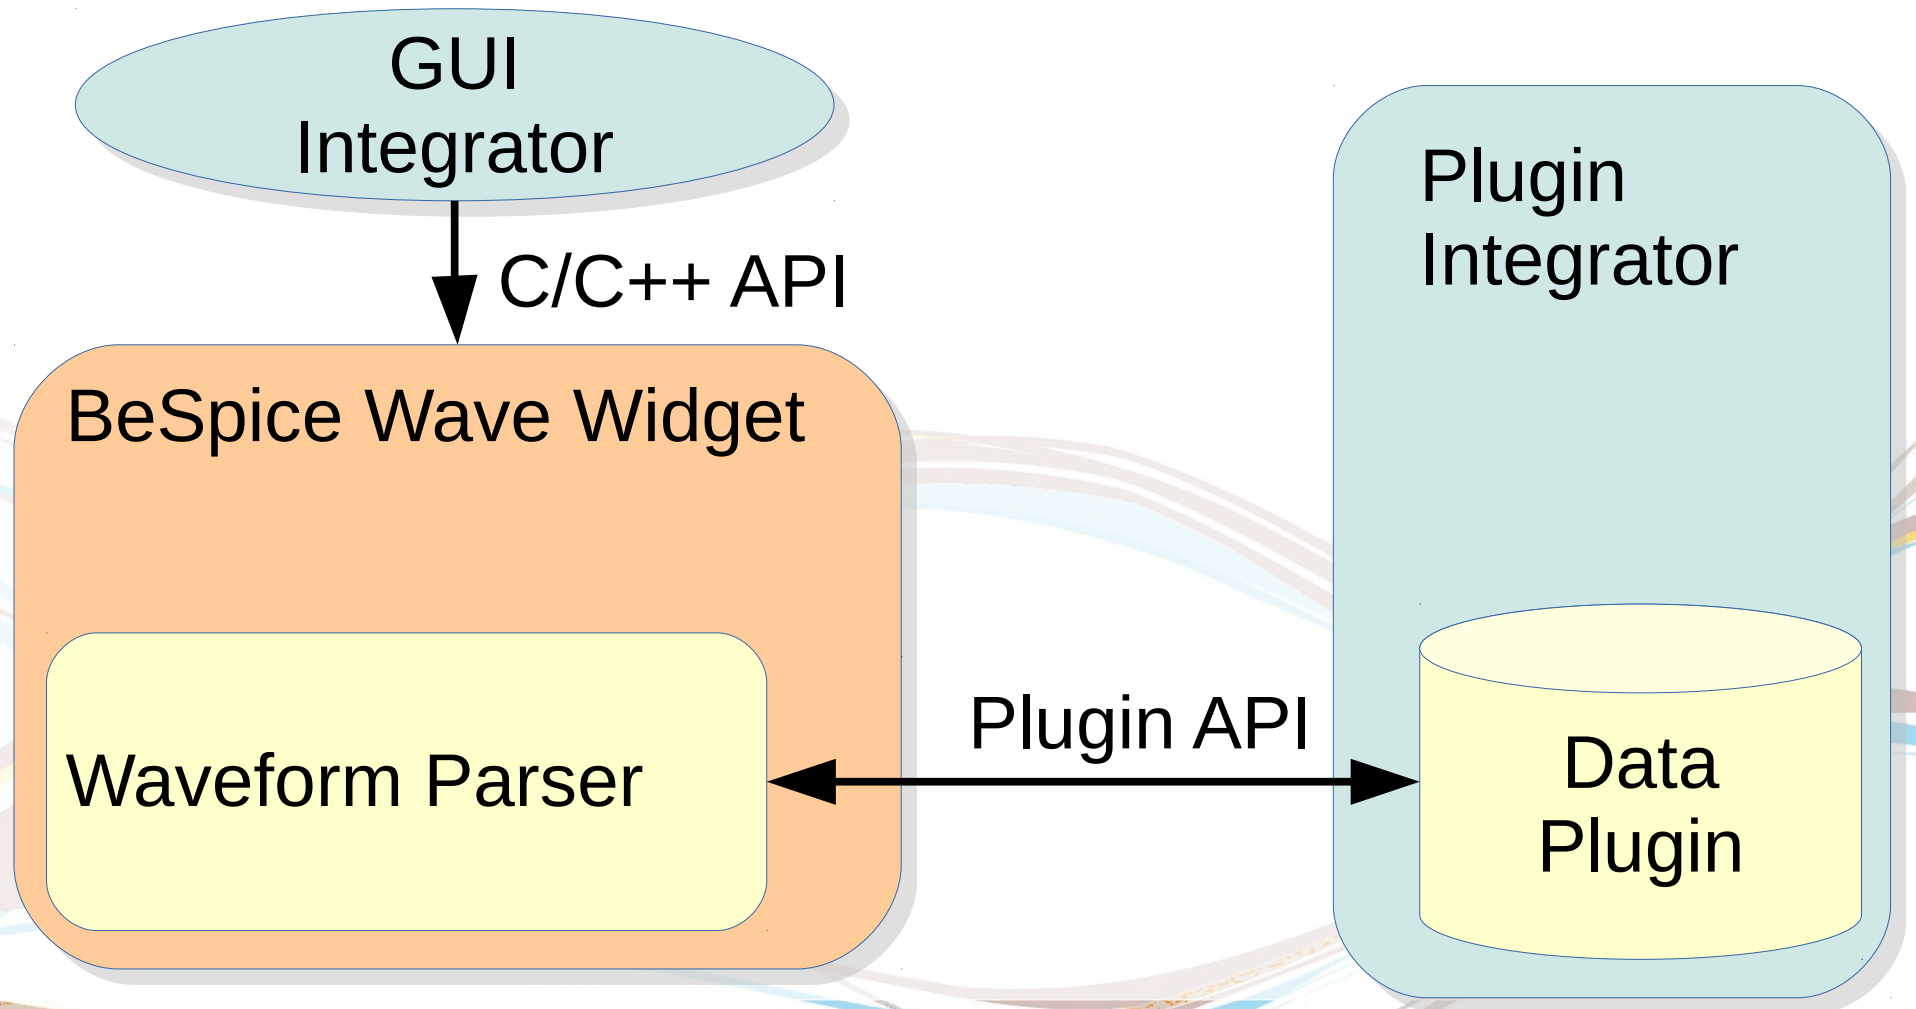 GUI
Integrator
C/C++ API
BeSpice Wave Widget
Waveform Parser
Plugin API
Plugin
Integrator
Data
Plugin